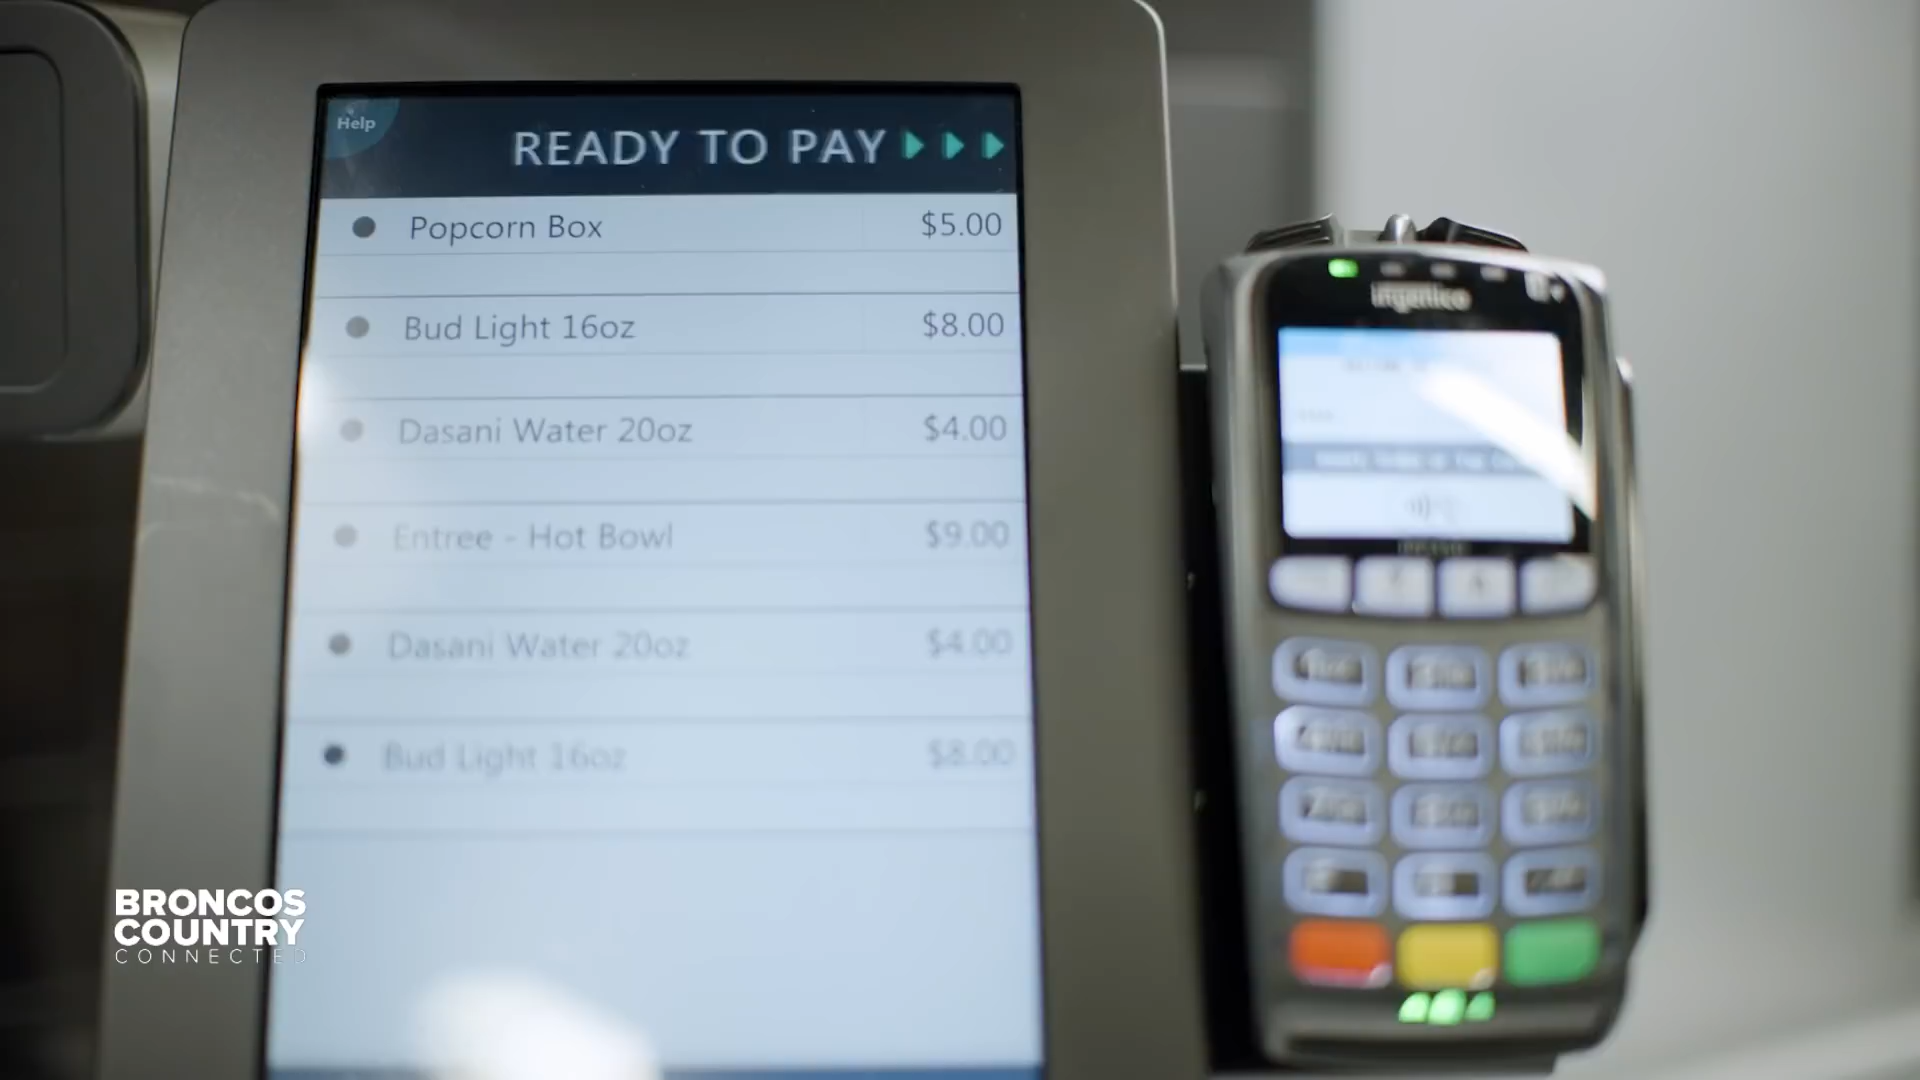 Help
READY TO PAY
Popcorn Box $5.00
Bud Light 16oz $8.00
Dasani Water 20oz $4.00
Entree - Hot Bowl $9.00
Dasani Water 20oz $4.00
Bud Light 16oz $8.00
ingenico
BRONCOS
COUNTRY
CONNECTED